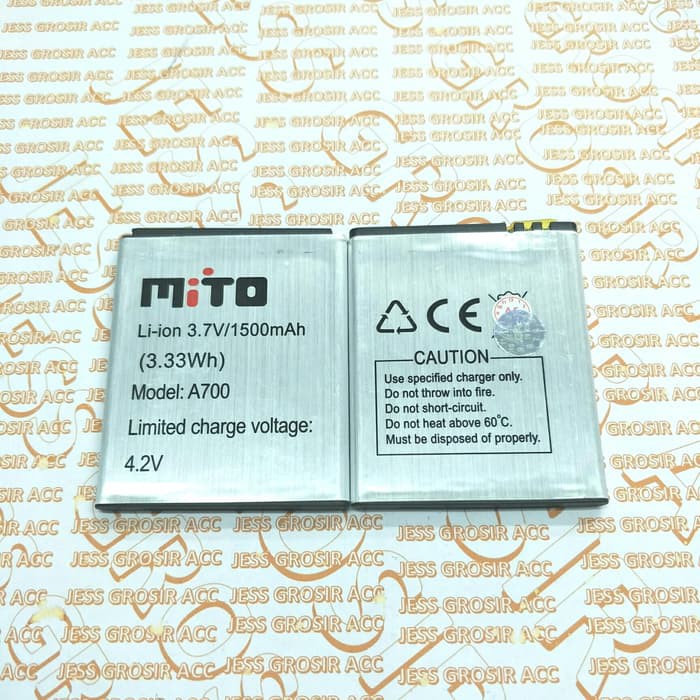 MiTO
Li-ion 3.7V/1500mAh
(3.33Wh)
Model: A700
Limited charge voltage:
4.2V
CE
CAUTION
Use specified charger only.
Do not throw into fire.
Do not short-circuit.
Do not heat above 60°C.
Must be disposed of properly.
JESS GROSIR ACC